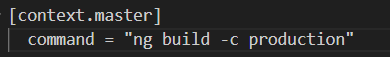 [context.master]
command = "ng build -c production"